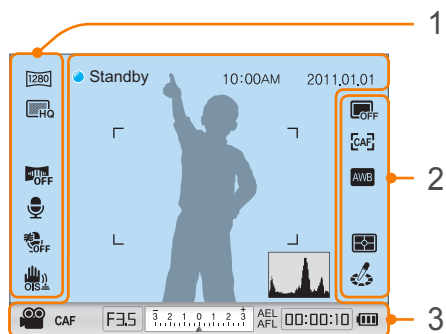 1
Standby 10:00AM 2011.01.01
1280
HQ
OFF
OFF
OIS
OFF
CAF
AWB
2
CAF F3.5 3 2 1 0 1 2 3 AEL AFL 00:00:10
- +
3